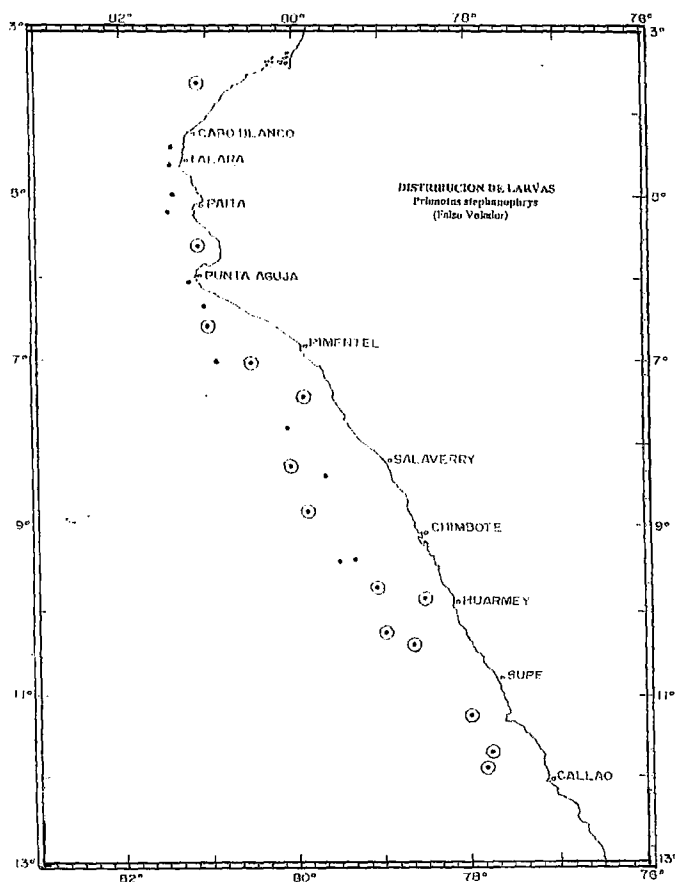 82° 80° 78° 76°
3° 3°
CABO BLANCO
TALARA
DISTRIBUCION DE LARVAS
Prionotus stephanophrys
(Falso Volador)
5° 5°
PAITA
PUNTA AGUJA
PIMENTEL
7° 7°
SALAVERRY
9° 9°
CHIMBOTE
HUARMEY
SUPE
11° 11°
CALLAO
13° 13°
82° 80° 78° 76°